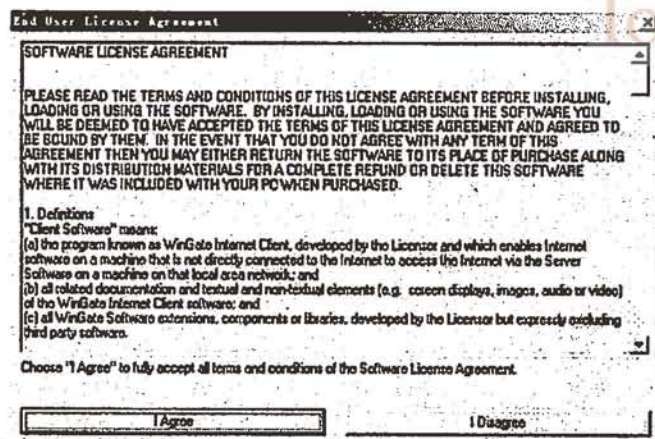 End User License Agreement
SOFTWARE LICENSE AGREEMENT
PLEASE READ THE TERMS AND CONDITIONS OF THIS LICENSE AGREEMENT BEFORE INSTALLING,
LOADING OR USING THE SOFTWARE. BY INSTALLING, LOADING OR USING THE SOFTWARE YOU
WILL BE DEEMED TO HAVE ACCEPTED THE TERMS OF THIS LICENSE AGREEMENT AND AGREED TO
BE BOUND BY THEM. IN THE EVENT THAT YOU DO NOT AGREE WITH ANY TERM OF THIS
AGREEMENT THEN YOU MAY EITHER RETURN THE SOFTWARE TO ITS PLACE OF PURCHASE ALONG
WITH ITS DISTRIBUTION MATERIALS FOR A COMPLETE REFUND OR DELETE THIS SOFTWARE
WHERE IT WAS INCLUDED WITH YOUR PC WHEN PURCHASED.
1. Definitions
"Client Software" means:
(a) the program known as WinGate Internet Client, developed by the Licensor and which enables Internet
software on a machine that is not directly connected to the Internet to access the Internet via the Server
Software on a machine on that local area network; and
(b) all related documentation and textual and non-textual elements (e.g. screen displays, images, audio or video)
of the WinGate Internet Client software; and
(c) all WinGate Software extensions, components or libraries, developed by the Licensor but expressly excluding
third party software.
Choose "I Agree" to fully accept all terms and conditions of the Software License Agreement.
I Agree
I Disagree